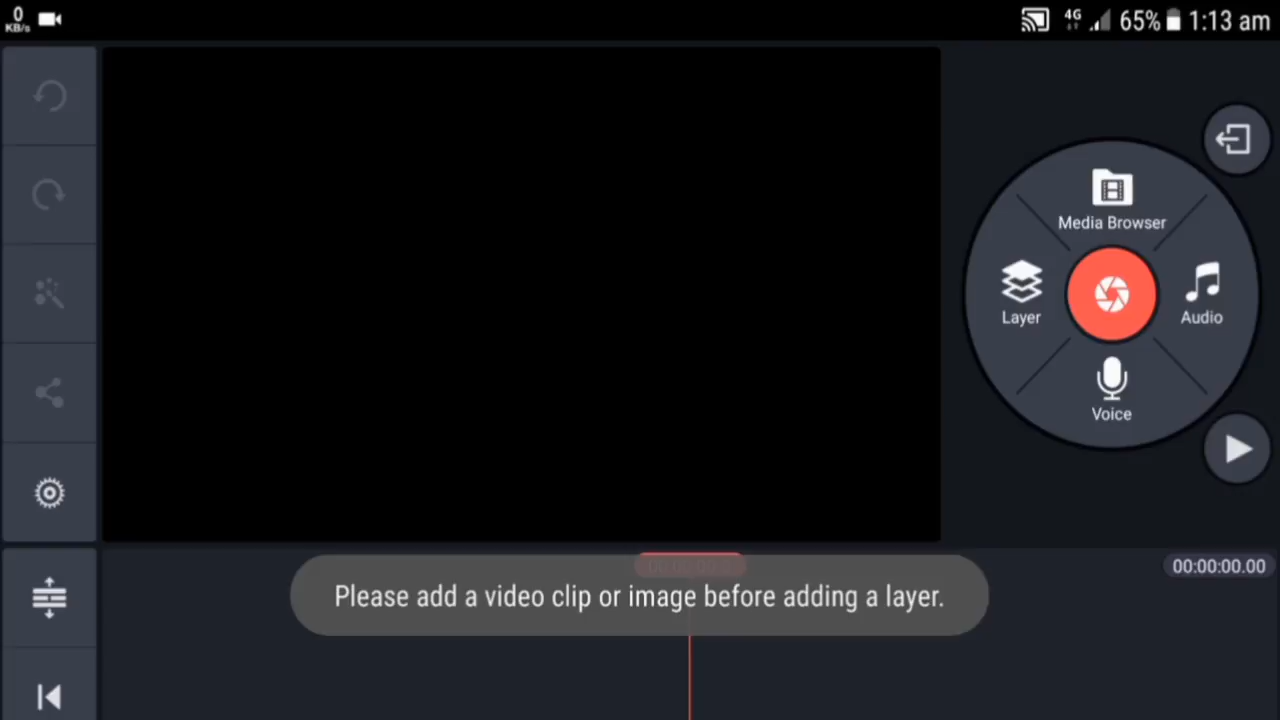 0
KB/s
4G
65%
1:13 am
Media Browser
Layer
Audio
Voice
00:00:00.00
Please add a video clip or image before adding a layer.